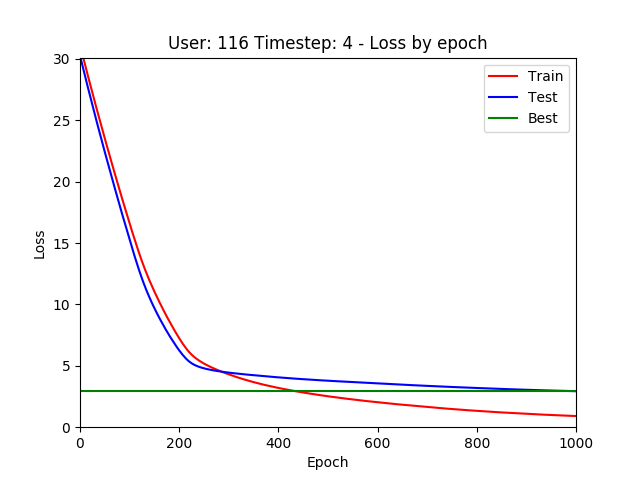 User: 116 Timestep: 4 - Loss by epoch
30
25
20
15
10
5
0
Loss
Train
Test
Best
0 200 400 600 800 1000
Epoch